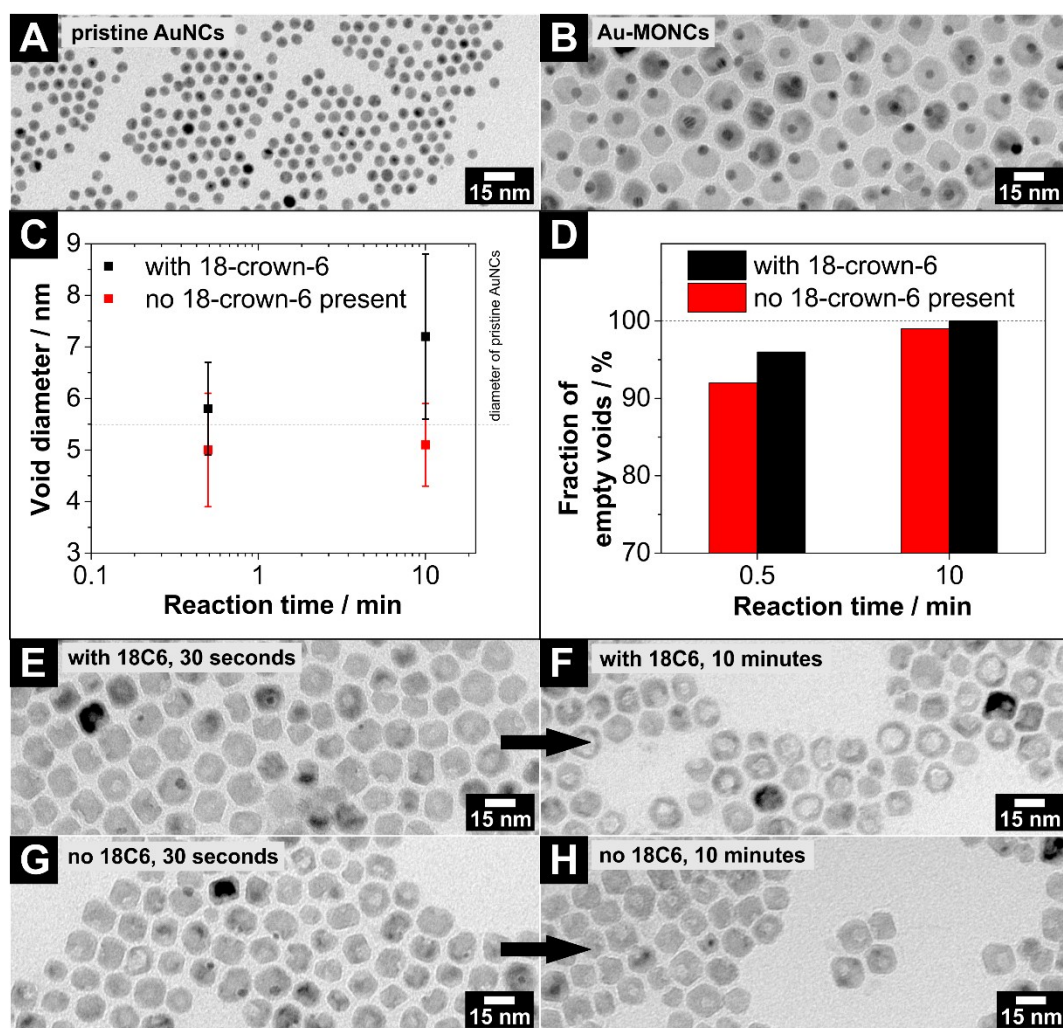 A pristine AuNCs
15 nm
B Au-MONCs
15 nm
C
with 18-crown-6
no 18-crown-6 present
diameter of pristine AuNCs
Void diameter / nm
9
8
7
6
5
4
3
0.1 1 10
Reaction time / min
D
with 18-crown-6
no 18-crown-6 present
Fraction of
empty voids / %
100
90
80
70
0.5 10
Reaction time / min
E with 18C6, 30 seconds
15 nm
F with 18C6, 10 minutes
15 nm
G no 18C6, 30 seconds
15 nm
H no 18C6, 10 minutes
15 nm